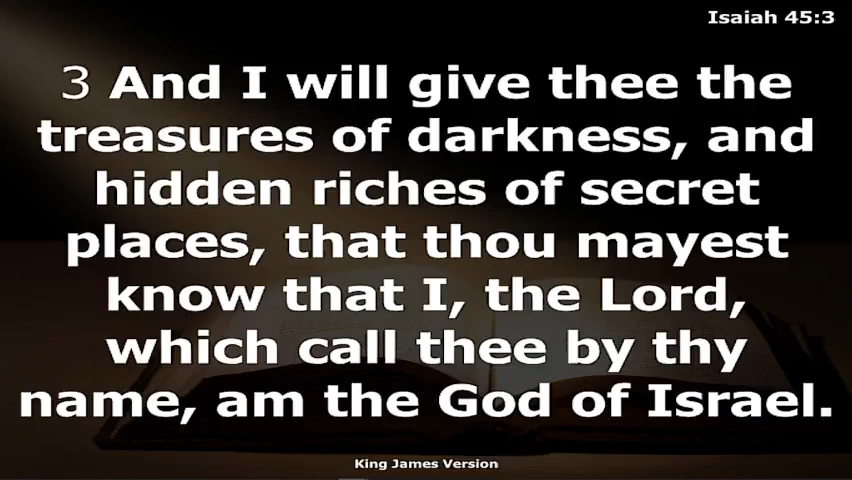 Isaiah 45:3
3 And I will give thee the
treasures of darkness, and
hidden riches of secret
places, that thou mayest
know that I, the Lord,
which call thee by thy
name, am the God of Israel.
King James Version